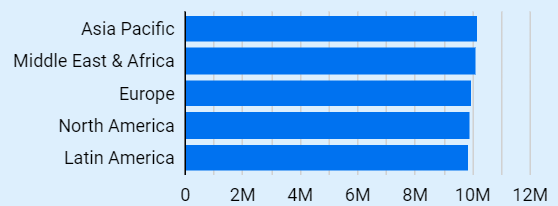 Asia Pacific
Middle East & Africa
Europe
North America
Latin America
0 2M 4M 6M 8M 10M 12M